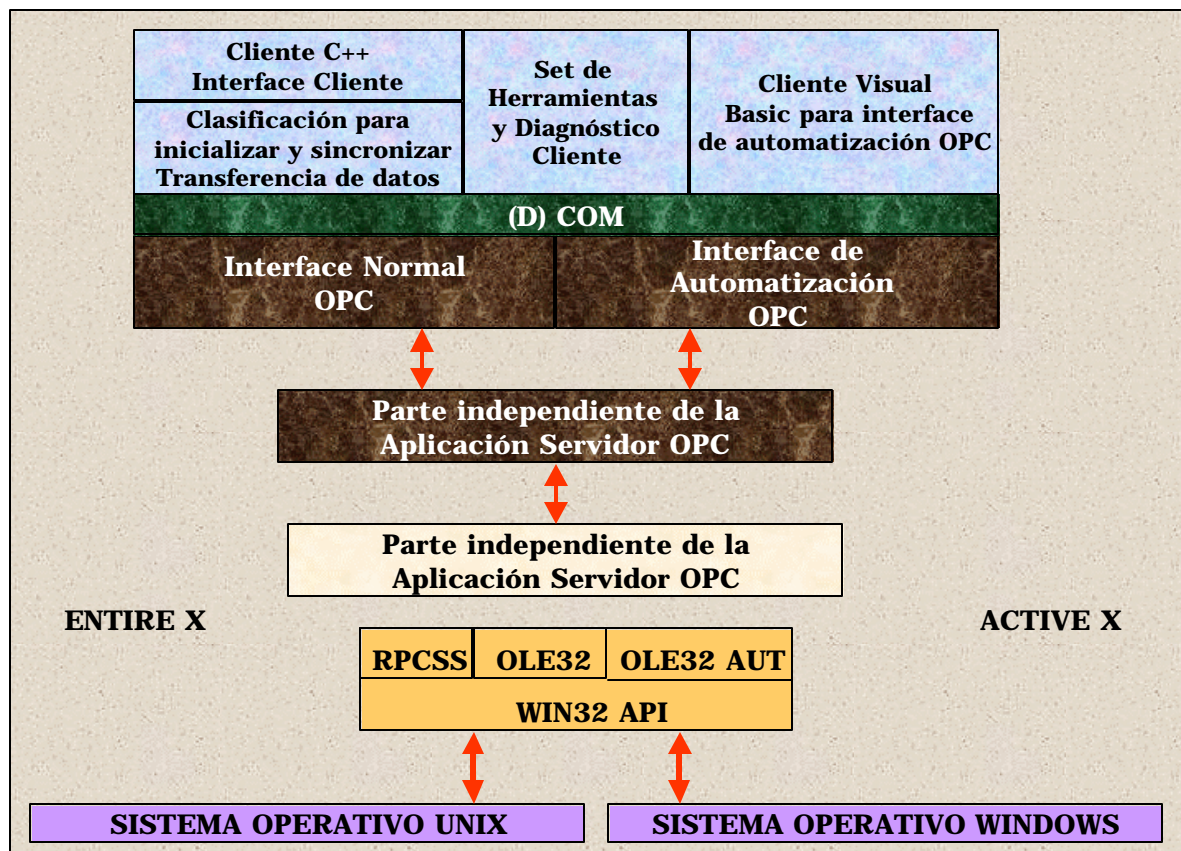 Cliente C++
Interface Cliente
Clasificación para
inicializar y sincronizar
Transferencia de datos
Set de
Herramientas
y Diagnóstico
Cliente
Cliente Visual
Basic para interface
de automatización OPC
(D) COM
Interface Normal
OPC
Interface de
Automatización
OPC
Parte independiente de la
Aplicación Servidor OPC
Parte independiente de la
Aplicación Servidor OPC
ENTIRE X
ACTIVE X
RPCSS
OLE32
OLE32 AUT
WIN32 API
SISTEMA OPERATIVO UNIX
SISTEMA OPERATIVO WINDOWS